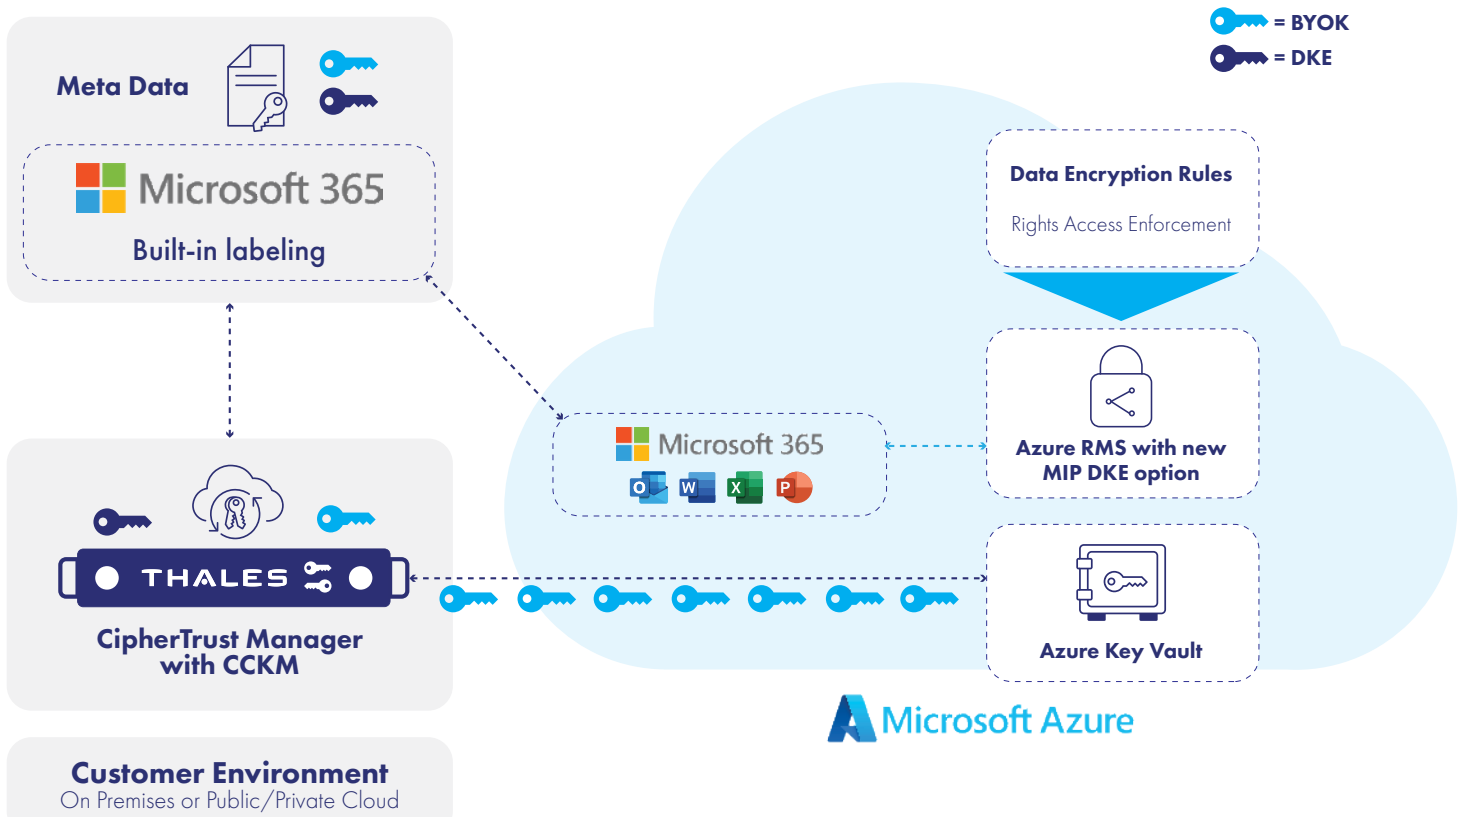 = BYOK
= DKE
Meta Data
Microsoft 365
Built-in labeling
Data Encryption Rules
Rights Access Enforcement
Microsoft 365
O W X P
Azure RMS with new
MIP DKE option
THALES
CipherTrust Manager
with CCKM
Azure Key Vault
Microsoft Azure
Customer Environment
On Premises or Public/Private Cloud